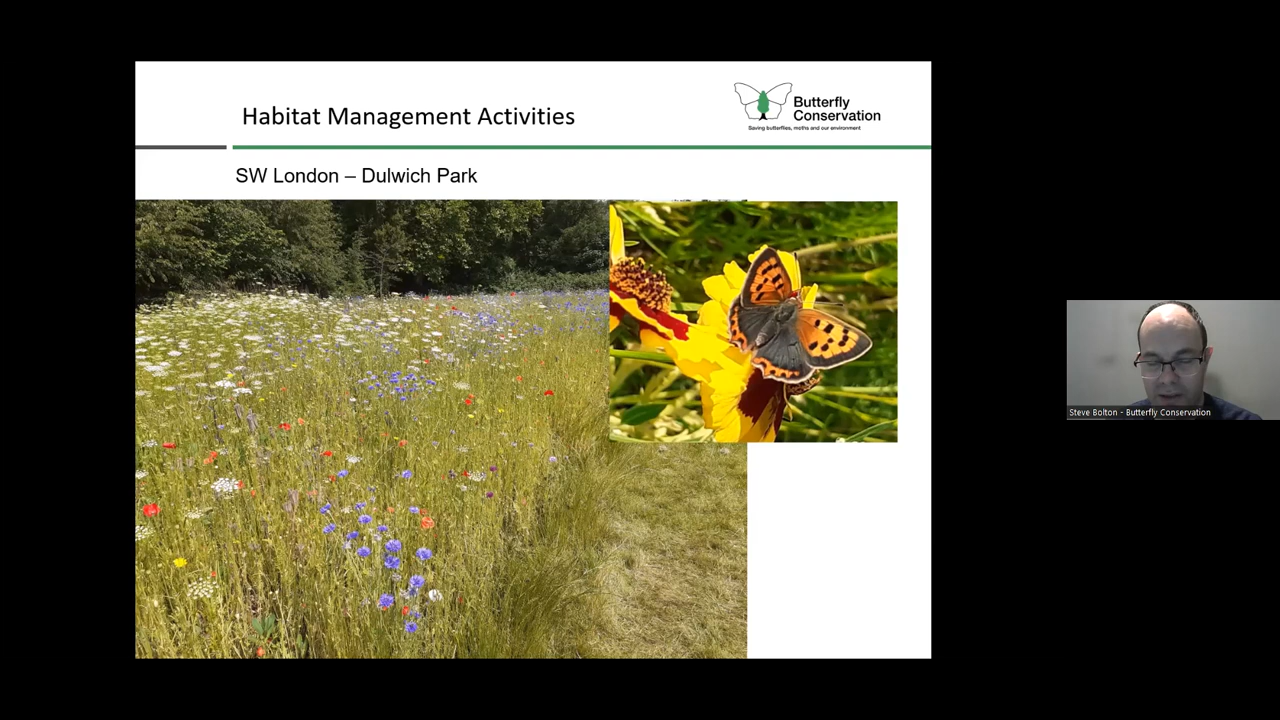 Habitat Management Activities
Butterfly
Conservation
Saving butterflies, moths and our environment
SW London – Dulwich Park
Steve Bolton - Butterfly Conservation